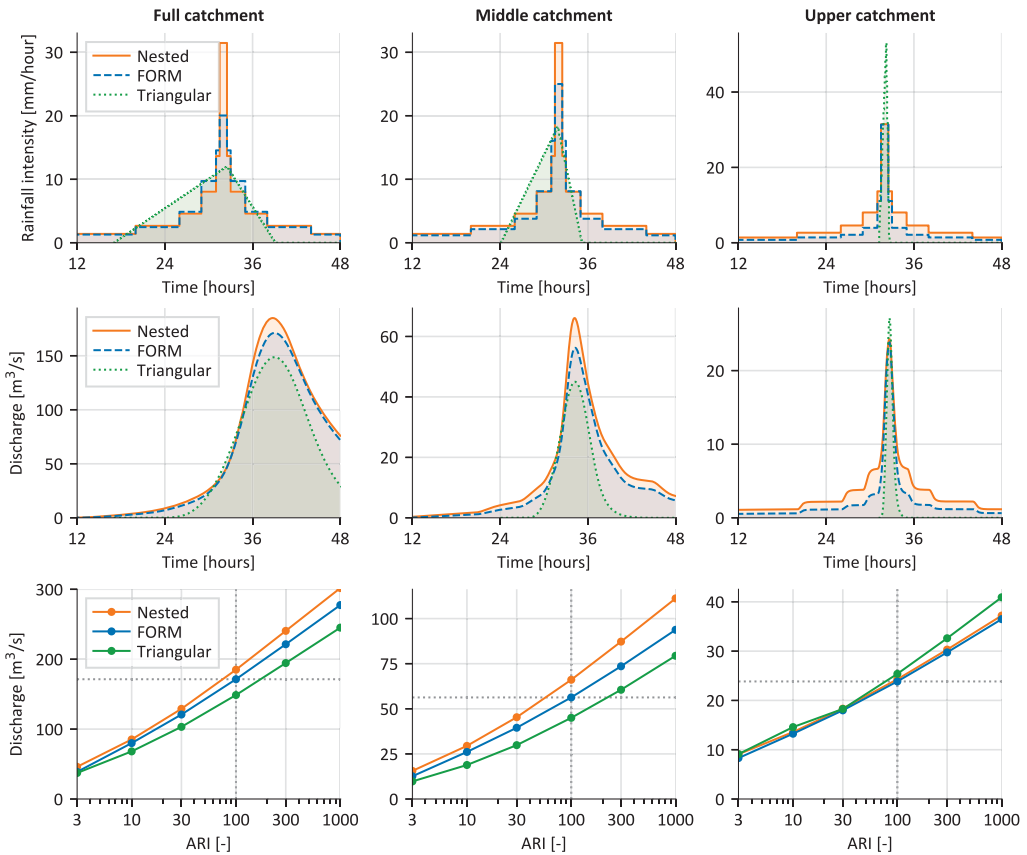 Full catchment
Middle catchment
Upper catchment
Rainfall intensity [mm/hour]
30
20
10
0
Nested
FORM
Triangular
12 24 36 48
Time [hours]
30
20
10
0
12 24 36 48
Time [hours]
40
20
0
12 24 36 48
Time [hours]
Discharge [m³/s]
150
100
50
0
Nested
FORM
Triangular
12 24 36 48
Time [hours]
60
40
20
0
12 24 36 48
Time [hours]
20
10
0
12 24 36 48
Time [hours]
Discharge [m³/s]
300
200
100
0
Nested
FORM
Triangular
3 10 30 100 300 1000
ARI [-]
100
75
50
25
0
3 10 30 100 300 1000
ARI [-]
40
30
20
10
0
3 10 30 100 300 1000
ARI [-]